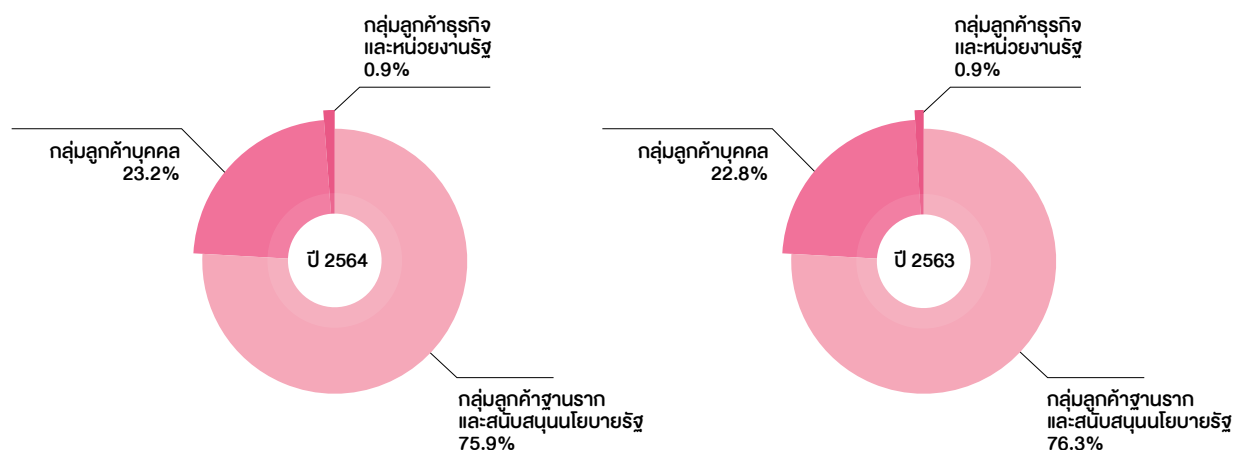 กลุ่มลูกค้าธุรกิจ
และหน่วยงานรัฐ
0.9%
กลุ่มลูกค้าบุคคล
23.2%
ปี 2564
กลุ่มลูกค้าฐานราก
และสนับสนุนนโยบายรัฐ
75.9%
กลุ่มลูกค้าธุรกิจ
และหน่วยงานรัฐ
0.9%
กลุ่มลูกค้าบุคคล
22.8%
ปี 2563
กลุ่มลูกค้าฐานราก
และสนับสนุนนโยบายรัฐ
76.3%